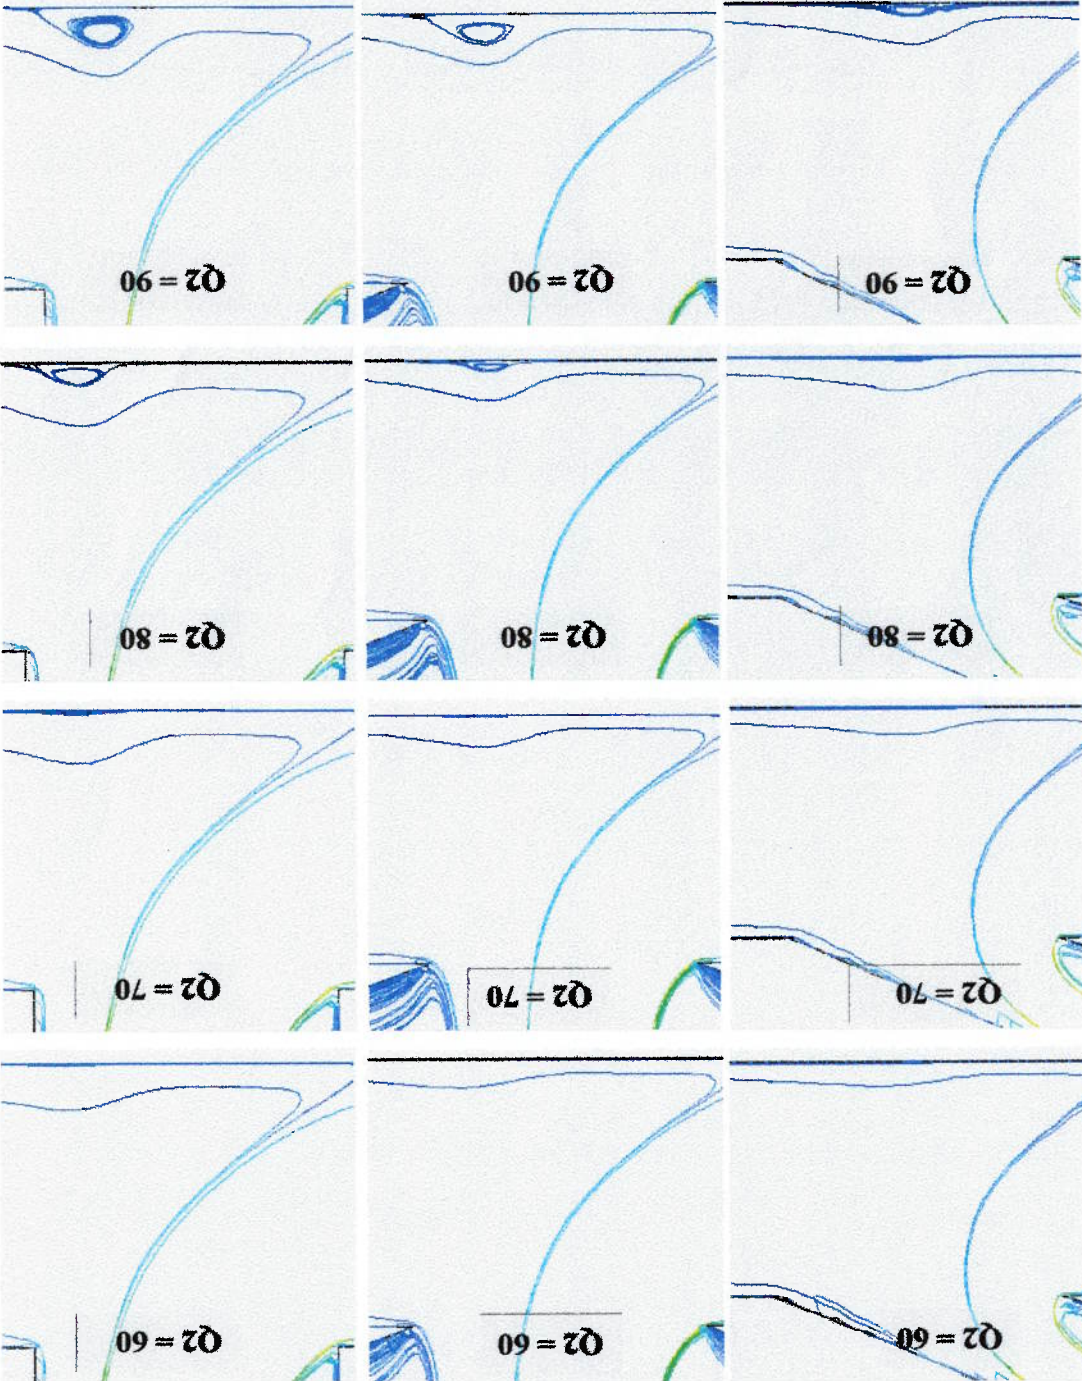 Q2 = 60
Q2 = 60
Q2 = 60
Q2 = 70
Q2 = 70
Q2 = 70
Q2 = 80
Q2 = 80
Q2 = 80
Q2 = 90
Q2 = 90
Q2 = 90